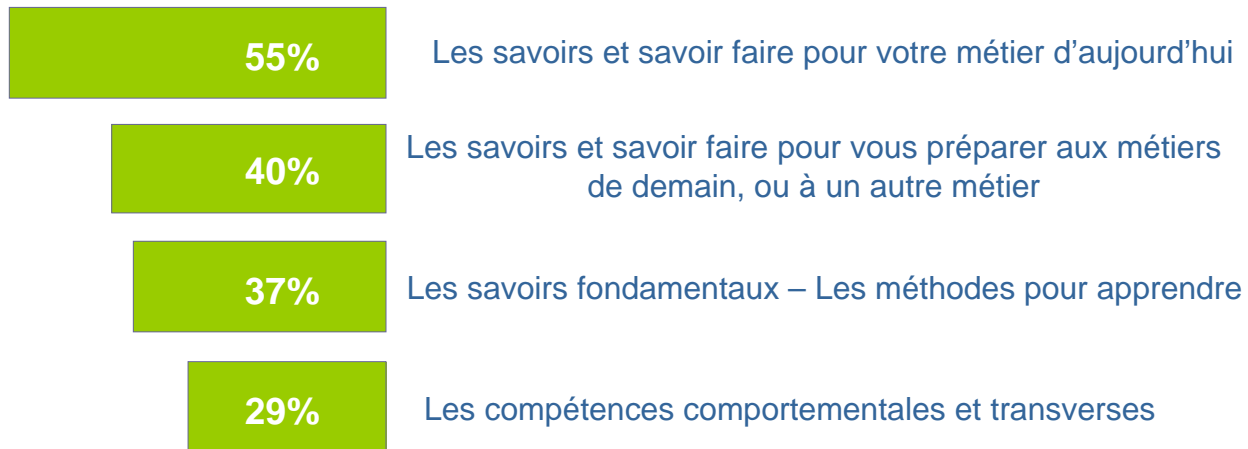 55% Les savoirs et savoir faire pour votre métier d’aujourd’hui
40% Les savoirs et savoir faire pour vous préparer aux métiers
de demain, ou à un autre métier
37% Les savoirs fondamentaux – Les méthodes pour apprendre
29% Les compétences comportementales et transverses